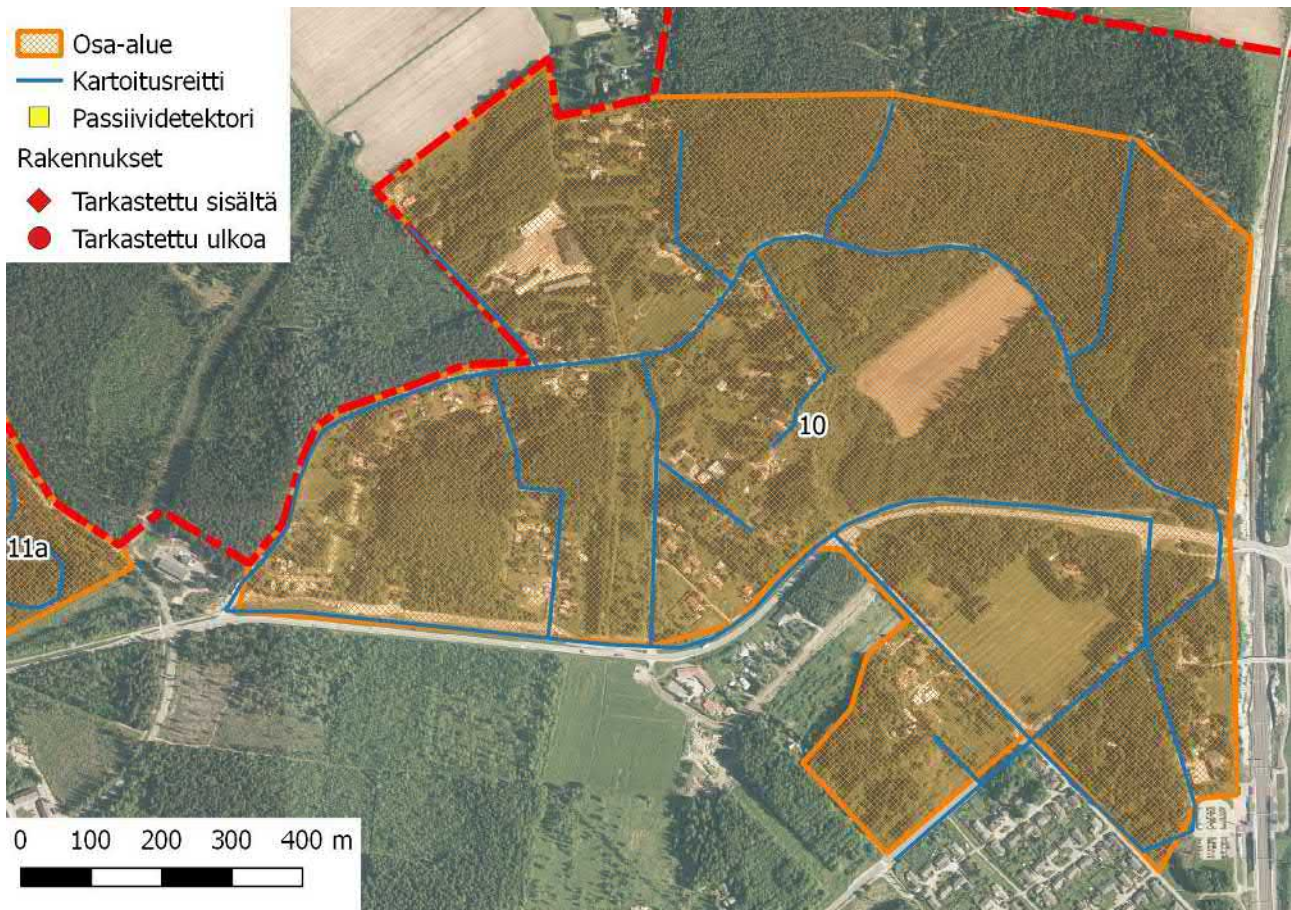 Osa-alue
Kartoitusreitti
Passiividetektori
Rakennukset
Tarkastettu sisältä
Tarkastettu ulkoa
10
11a
0 100 200 300 400 m